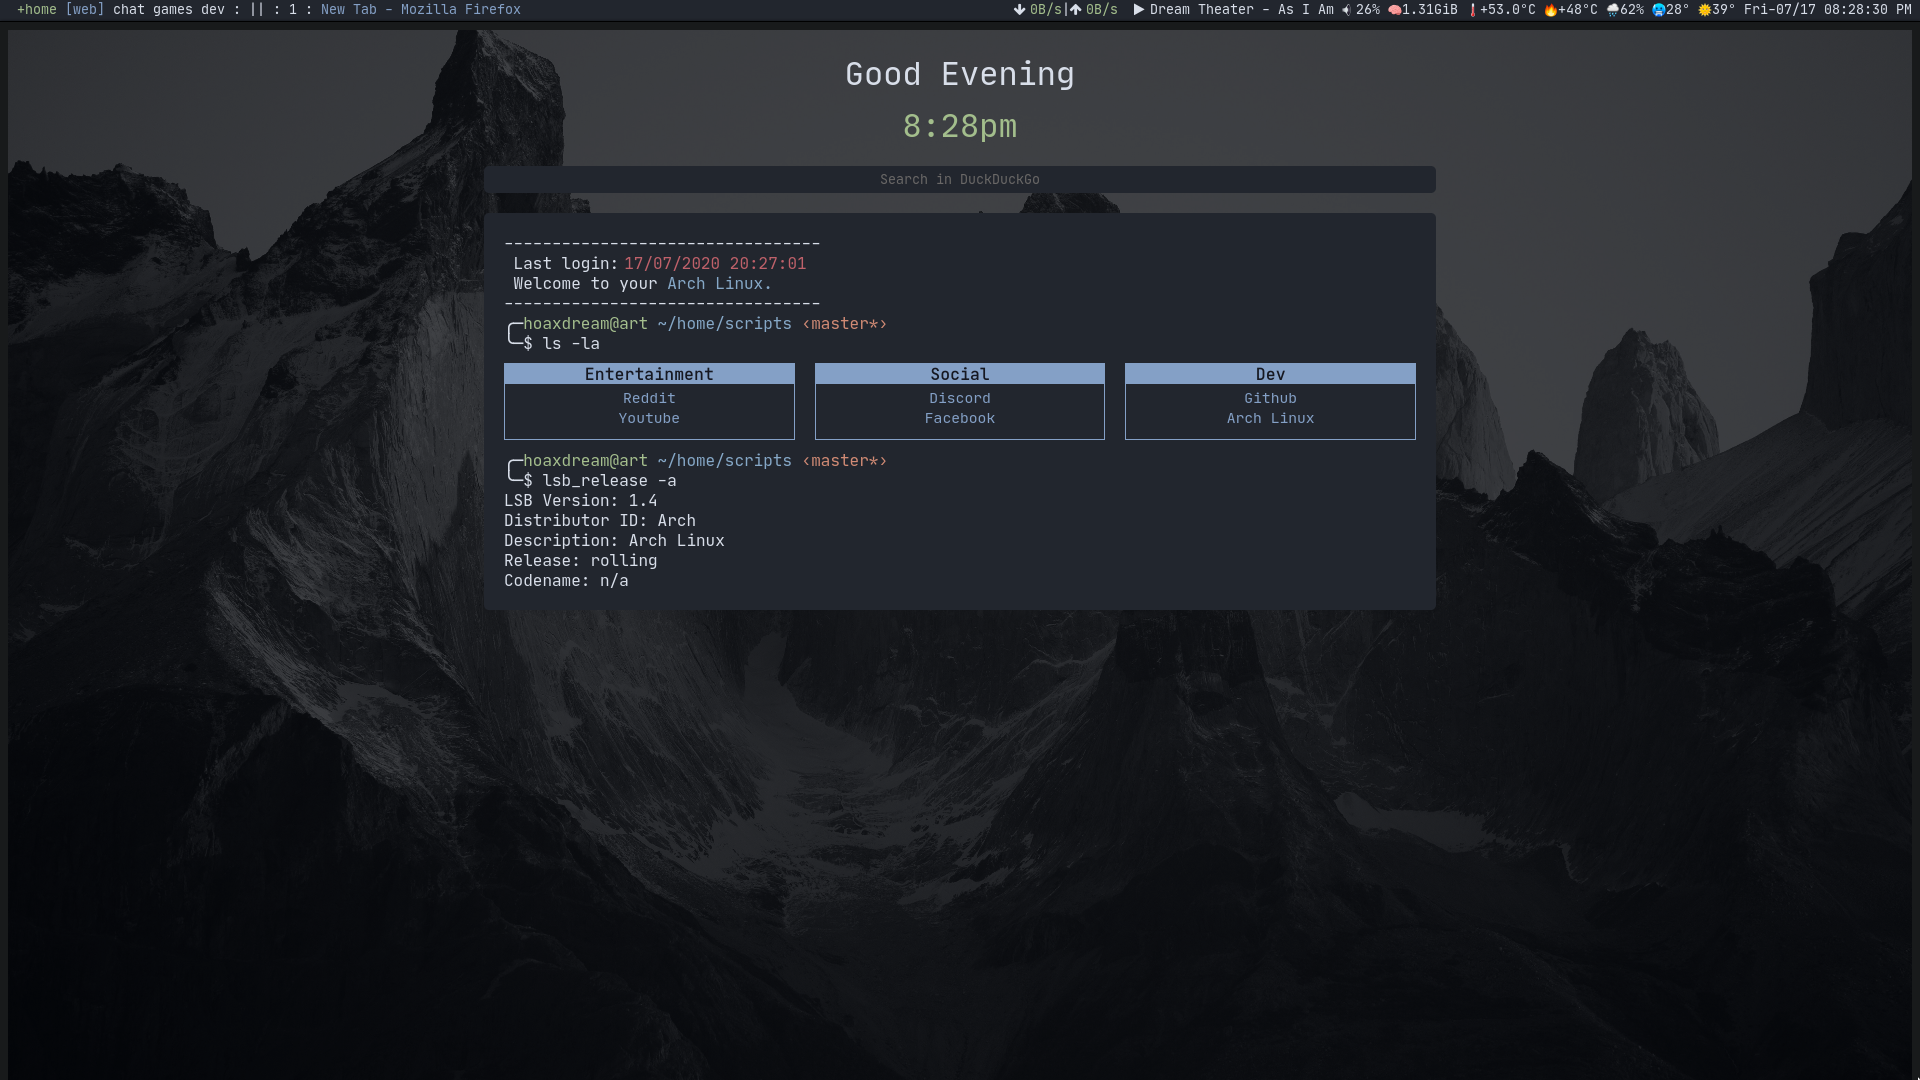 +home [web] chat games dev : || : 1 : New Tab - Mozilla Firefox
0B/s| 0B/s Dream Theater - As I Am 26% 1.31GiB +53.0°C +48°C 62% 28° 39° Fri-07/17 08:28:30 PM
Good Evening
8:28pm
Search in DuckDuckGo
---------------------------------
Last login: 17/07/2020 20:27:01
Welcome to your Arch Linux.
---------------------------------
hoaxdream@art ~/home/scripts ‹master*›
$ ls -la
Entertainment
Reddit
Youtube
Social
Discord
Facebook
Dev
Github
Arch Linux
hoaxdream@art ~/home/scripts ‹master*›
$ lsb_release -a
LSB Version: 1.4
Distributor ID: Arch
Description: Arch Linux
Release: rolling
Codename: n/a